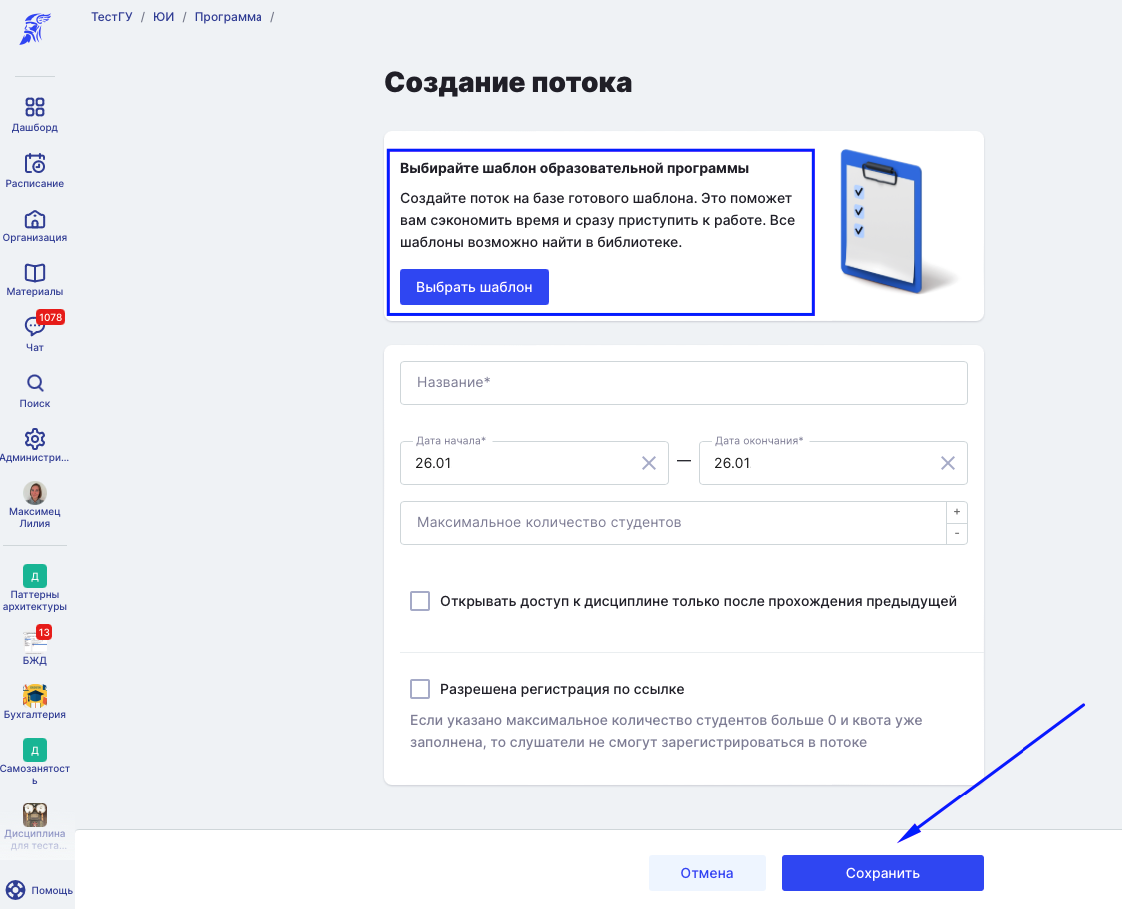 ТестГУ / ЮИ / Программа /
Дашборд
Расписание
Организация
Материалы
1078
Чат
Поиск
Администри...
Максимец
Лилия
Д
Паттерны
архитектуры
13
БЖД
Бухгалтерия
Д
Самозанятост
ь
Дисциплина
для теста...
Помощь
Создание потока
Выбирайте шаблон образовательной программы
Создайте поток на базе готового шаблона. Это поможет
вам сэкономить время и сразу приступить к работе. Все
шаблоны возможно найти в библиотеке.
Выбрать шаблон
Название*
Дата начала*
26.01
—
Дата окончания*
26.01
Максимальное количество студентов
+
-
Открывать доступ к дисциплине только после прохождения предыдущей
Разрешена регистрация по ссылке
Если указано максимальное количество студентов больше 0 и квота уже
заполнена, то слушатели не смогут зарегистрироваться в потоке
Отмена
Сохранить